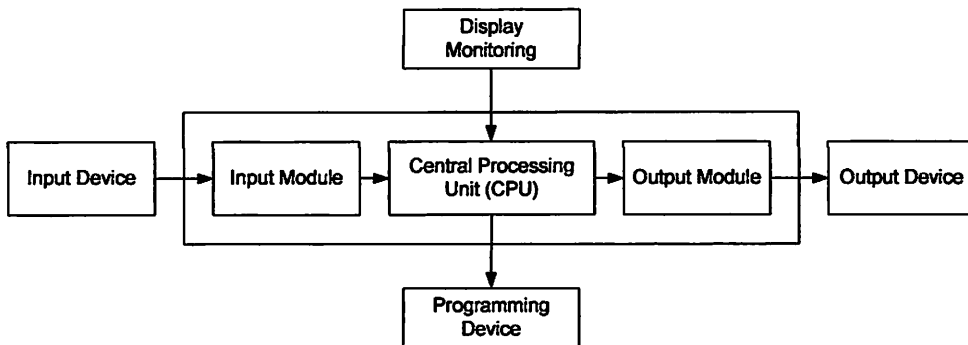 Display
Monitoring
Input Device
Input Module
Central Processing
Unit (CPU)
Output Module
Output Device
Programming
Device